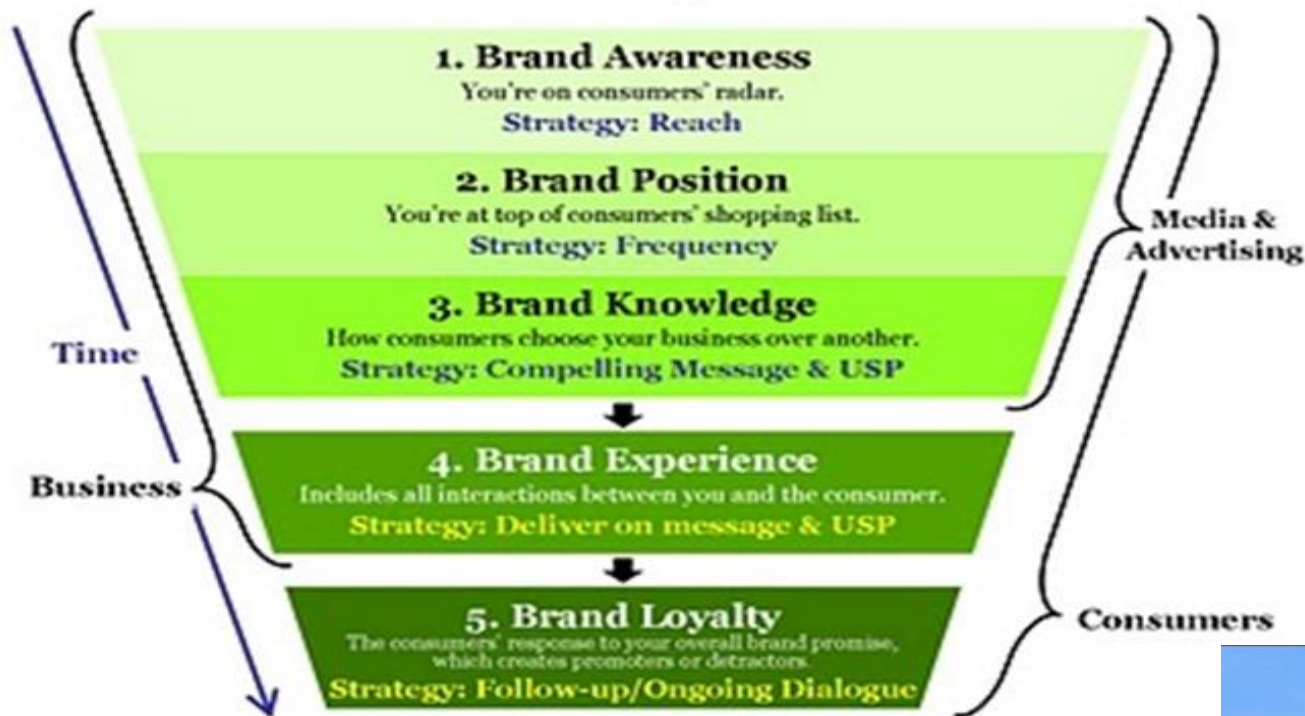 1. Brand Awareness
You're on consumers' radar.
Strategy: Reach
2. Brand Position
You're at top of consumers' shopping list.
Strategy: Frequency
Media &
Advertising
3. Brand Knowledge
How consumers choose your business over another.
Strategy: Compelling Message & USP
Time
4. Brand Experience
Includes all interactions between you and the consumer.
Strategy: Deliver on message & USP
Business
5. Brand Loyalty
The consumers' response to your overall brand promise,
which creates promoters or detractors.
Strategy: Follow-up/Ongoing Dialogue
Consumers